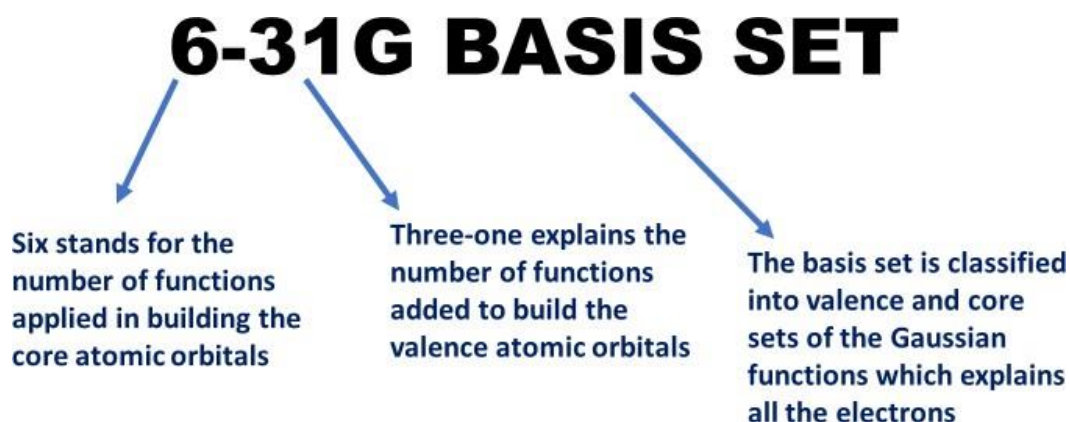 6-31G BASIS SET
Six stands for the
number of functions
applied in building the
core atomic orbitals
Three-one explains the
number of functions
added to build the
valence atomic orbitals
The basis set is classified
into valence and core
sets of the Gaussian
functions which explains
all the electrons